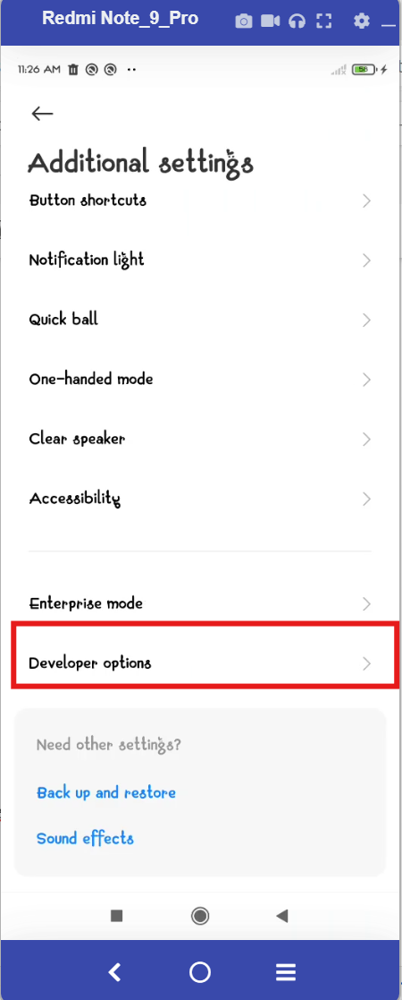 Redmi Note_9_Pro
11:26 AM
58
Additional settings
Button shortcuts
Notification light
Quick ball
One-handed mode
Clear speaker
Accessibility
Enterprise mode
Developer options
Need other settings?
Back up and restore
Sound effects